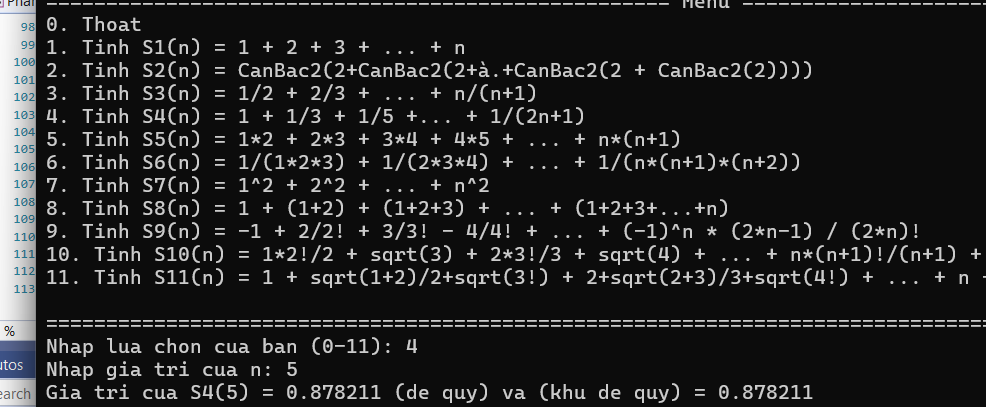 ---------------------------------------------------- Menu ---------------------
98 0. Thoat
99 1. Tinh S1(n) = 1 + 2 + 3 + ... + n
100 2. Tinh S2(n) = CanBac2(2+CanBac2(2+à.+CanBac2(2 + CanBac2(2))))
101 3. Tinh S3(n) = 1/2 + 2/3 + ... + n/(n+1)
102 4. Tinh S4(n) = 1 + 1/3 + 1/5 +... + 1/(2n+1)
103 5. Tinh S5(n) = 1*2 + 2*3 + 3*4 + 4*5 + ... + n*(n+1)
104
105
106 6. Tinh S6(n) = 1/(1*2*3) + 1/(2*3*4) + ... + 1/(n*(n+1)*(n+2))
107 7. Tinh S7(n) = 1^2 + 2^2 + ... + n^2
108 8. Tinh S8(n) = 1 + (1+2) + (1+2+3) + ... + (1+2+3+...+n)
109
110 9. Tinh S9(n) = -1 + 2/2! + 3/3! - 4/4! + ... + (-1)^n * (2*n-1) / (2*n)!
111 10. Tinh S10(n) = 1*2!/2 + sqrt(3) + 2*3!/3 + sqrt(4) + ... + n*(n+1)!/(n+1) +
112 11. Tinh S11(n) = 1 + sqrt(1+2)/2+sqrt(3!) + 2+sqrt(2+3)/3+sqrt(4!) + ... + n
113
===============================================================================
%
Nhap lua chon cua ban (0-11): 4
utos
Nhap gia tri cua n: 5
earch
Gia tri cua S4(5) = 0.878211 (de quy) va (khu de quy) = 0.878211